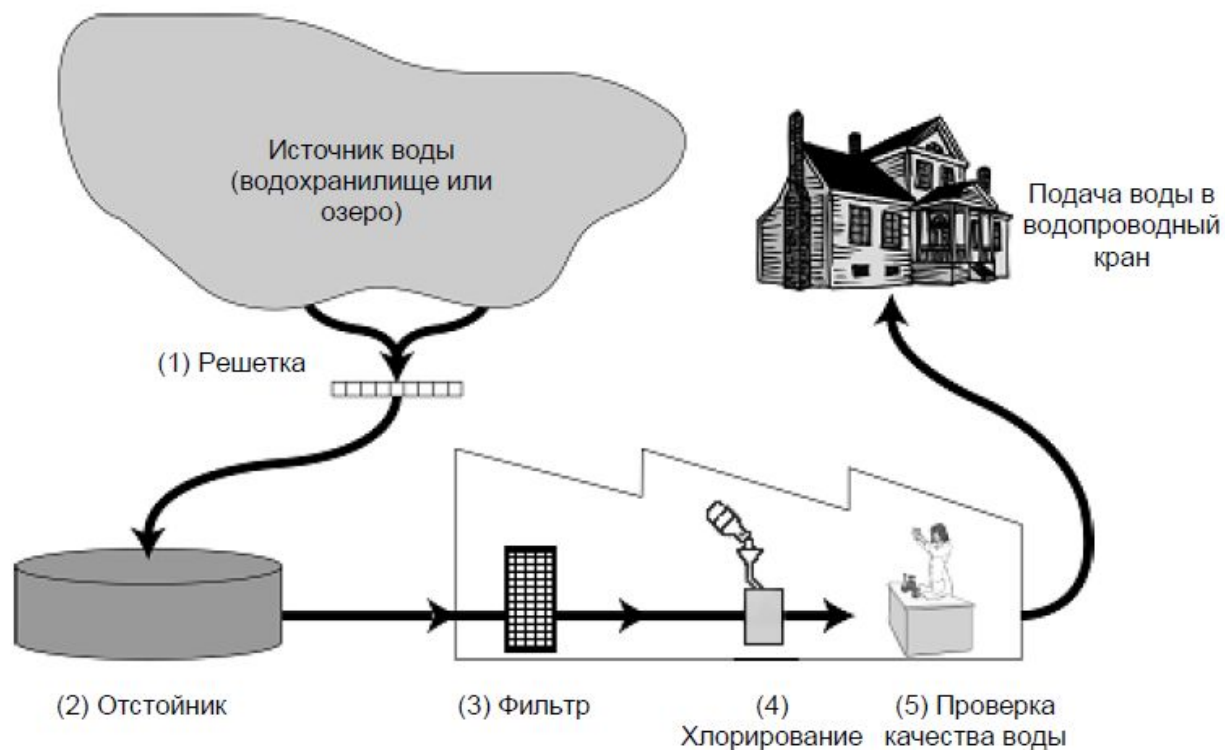 Источник воды
(водохранилище или
озеро)
Подача воды в
водопроводный
кран
(1) Решетка
(2) Отстойник
(3) Фильтр
(4)
Хлорирование
(5) Проверка
качества воды